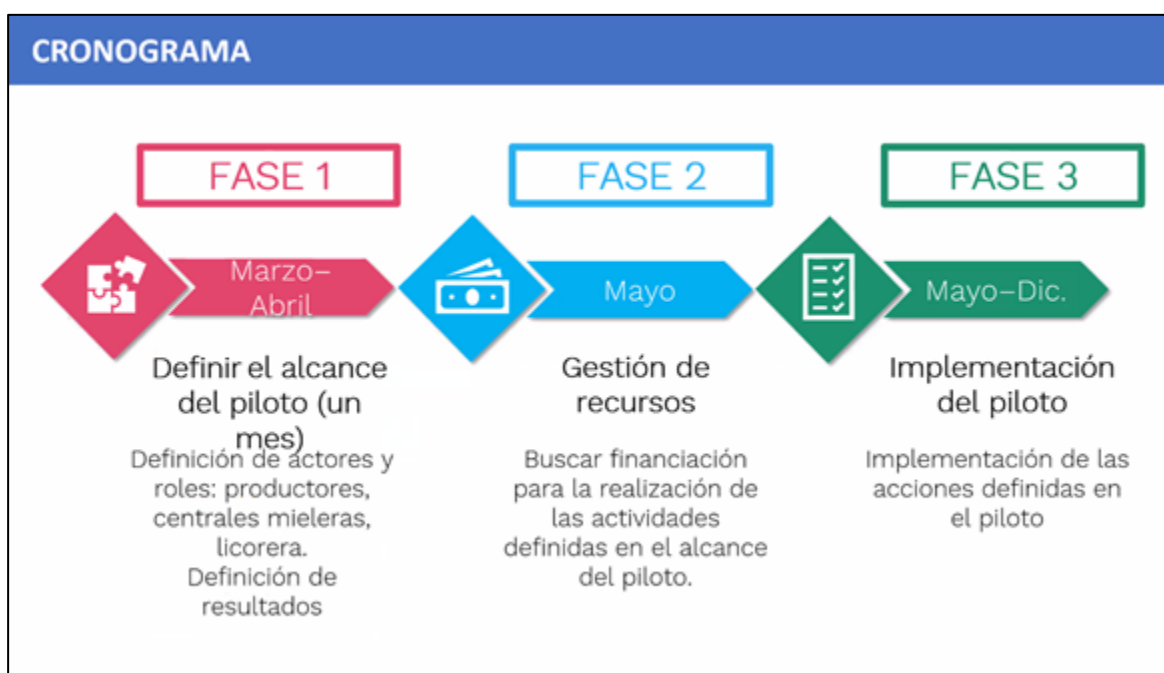 CRONOGRAMA
FASE 1
Marzo–
Abril
Definir el alcance
del piloto (un
mes)
Definición de actores y
roles: productores,
centrales mieleras,
licorera.
Definición de
resultados
FASE 2
Mayo
Gestión de
recursos
Buscar financiación
para la realización de
las actividades
definidas en el alcance
del piloto.
FASE 3
Mayo–Dic.
Implementación
del piloto
Implementación de las
acciones definidas en
el piloto